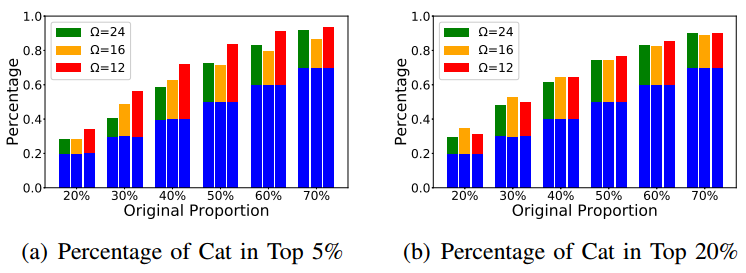 1.0
0.8
0.6
0.4
0.2
0.0
Percentage
Ω=24
Ω=16
Ω=12
20% 30% 40% 50% 60% 70%
Original Proportion
(a) Percentage of Cat in Top 5%
1.0
0.8
0.6
0.4
0.2
0.0
Percentage
Ω=24
Ω=16
Ω=12
20% 30% 40% 50% 60% 70%
Original Proportion
(b) Percentage of Cat in Top 20%